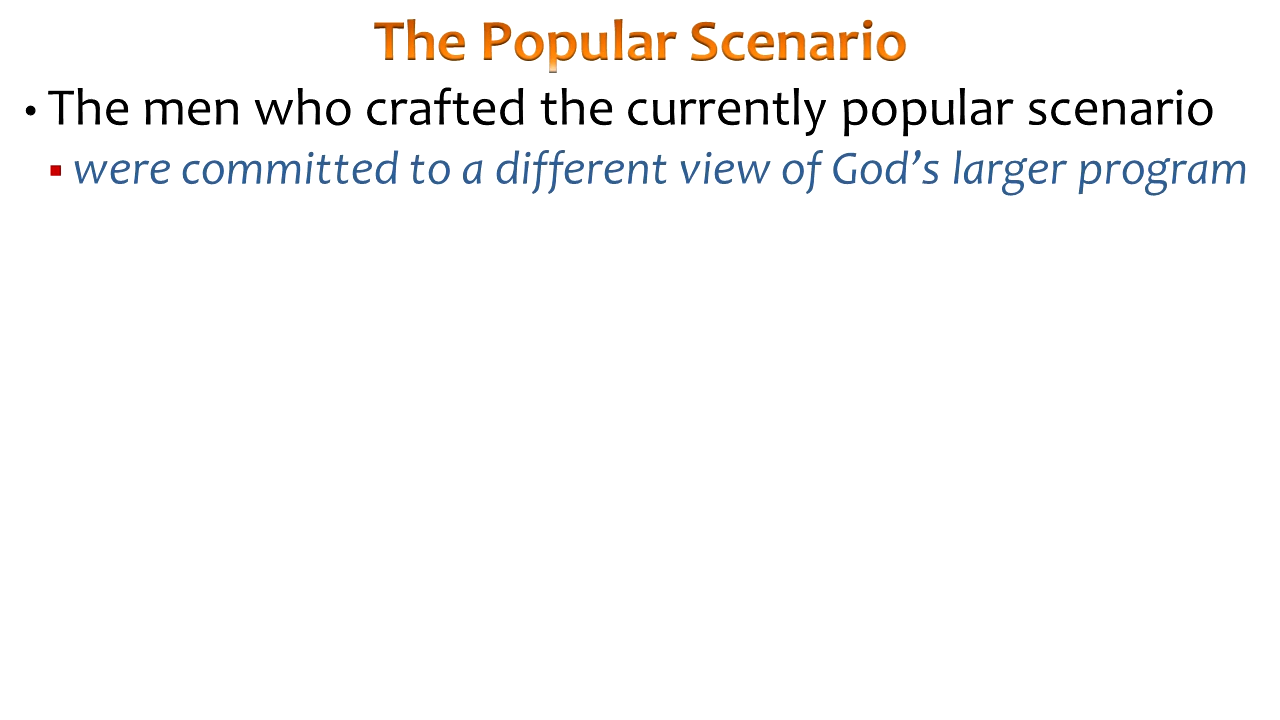 The Popular Scenario
• The men who crafted the currently popular scenario
▪ were committed to a different view of God’s larger program